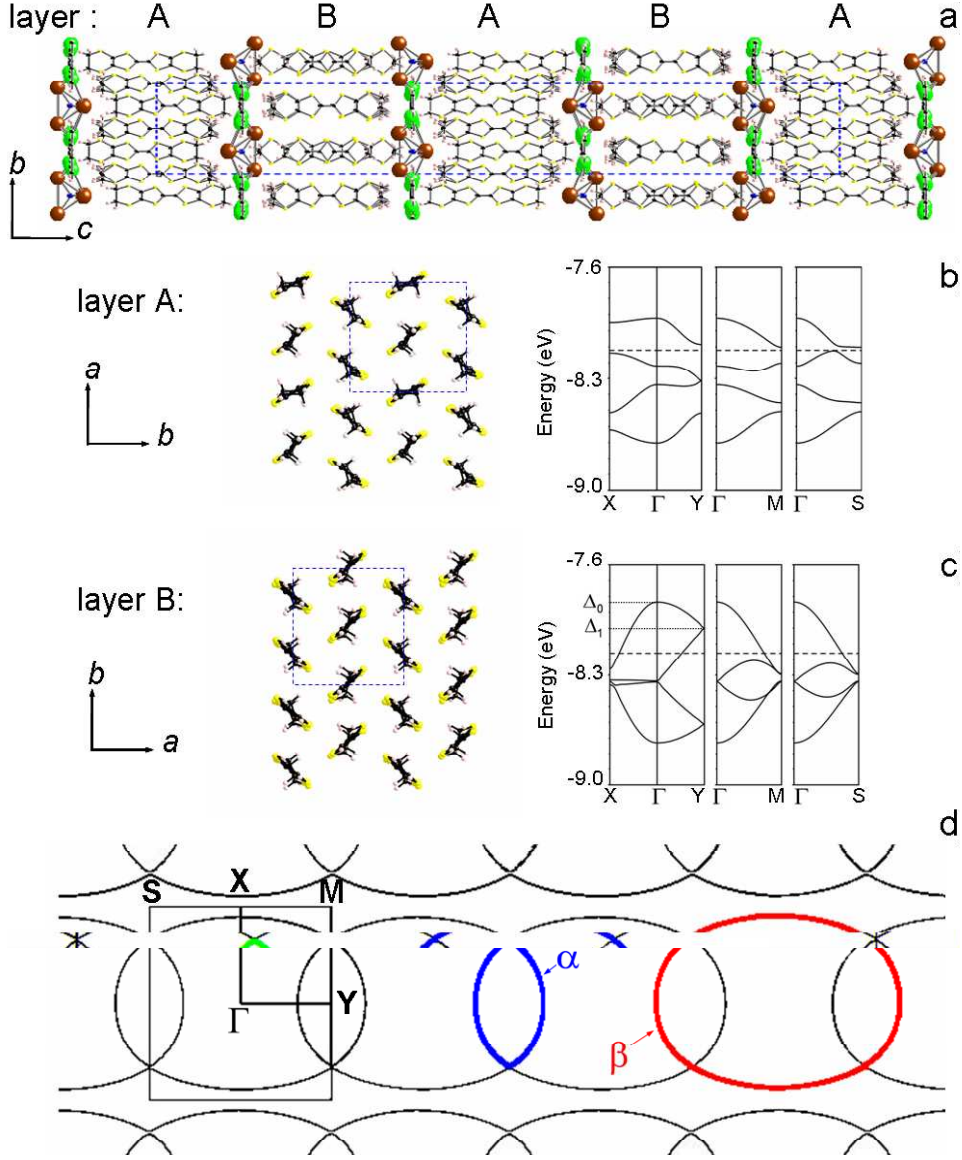 layer : A B A B A a)
b
c
layer A:
a
b
b)
-7.6
-8.3
-9.0
Energy (eV)
X Γ Y Γ M Γ S
layer B:
b
a
c)
-7.6
-8.3
-9.0
Energy (eV)
Δ0
Δ1
X Γ Y Γ M Γ S
d)
S X M
Γ Y
α
β